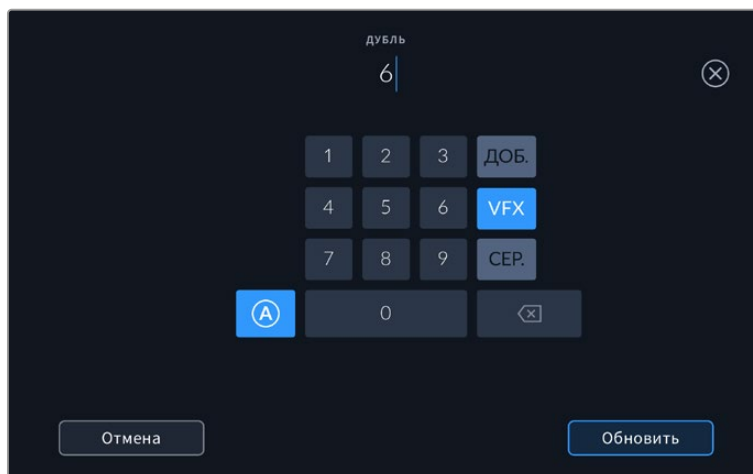 ДУБЛЬ
6
1 2 3 ДОБ.
4 5 6 VFX
7 8 9 СЕР.
A 0
Отмена Обновить